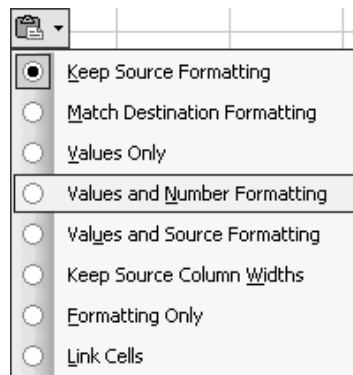 Keep Source Formatting
Match Destination Formatting
Values Only
Values and Number Formatting
Values and Source Formatting
Keep Source Column Widths
Formatting Only
Link Cells